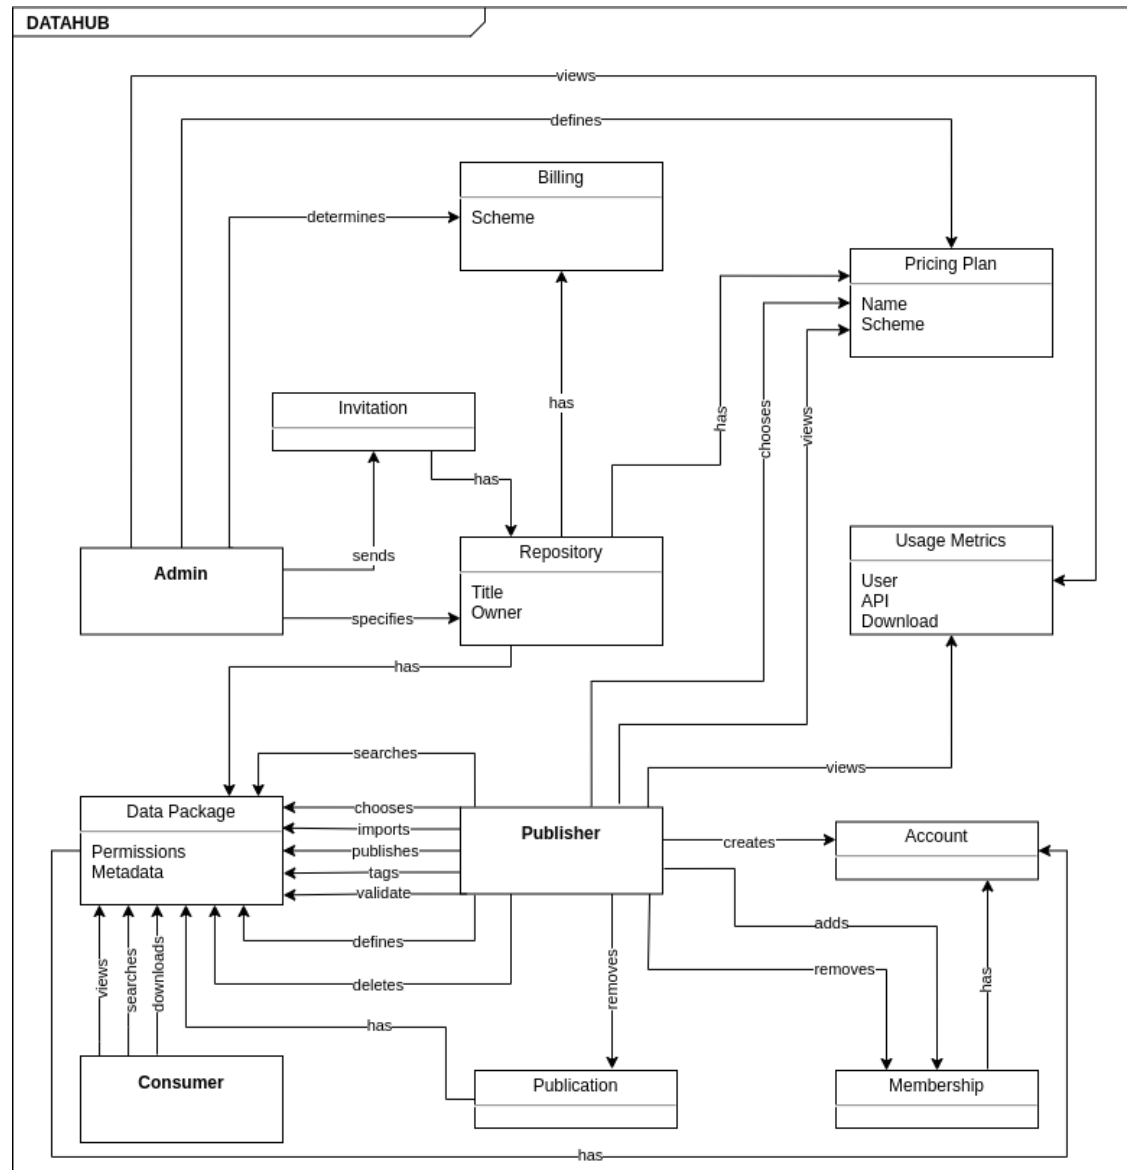 DATAHUB
views
defines
Billing
determines
Scheme
Pricing Plan
Name
Scheme
has
chooses
views
has
Invitation
has
Repository
Usage Metrics
sends
Admin
Title
Owner
User
API
Download
specifies
has
searches
views
chooses
Data Package
imports
Publisher
Account
creates
publishes
Permissions
Metadata
tags
validate
adds
defines
removes
views
searches
downloads
deletes
removes
has
has
Consumer
Publication
Membership
has